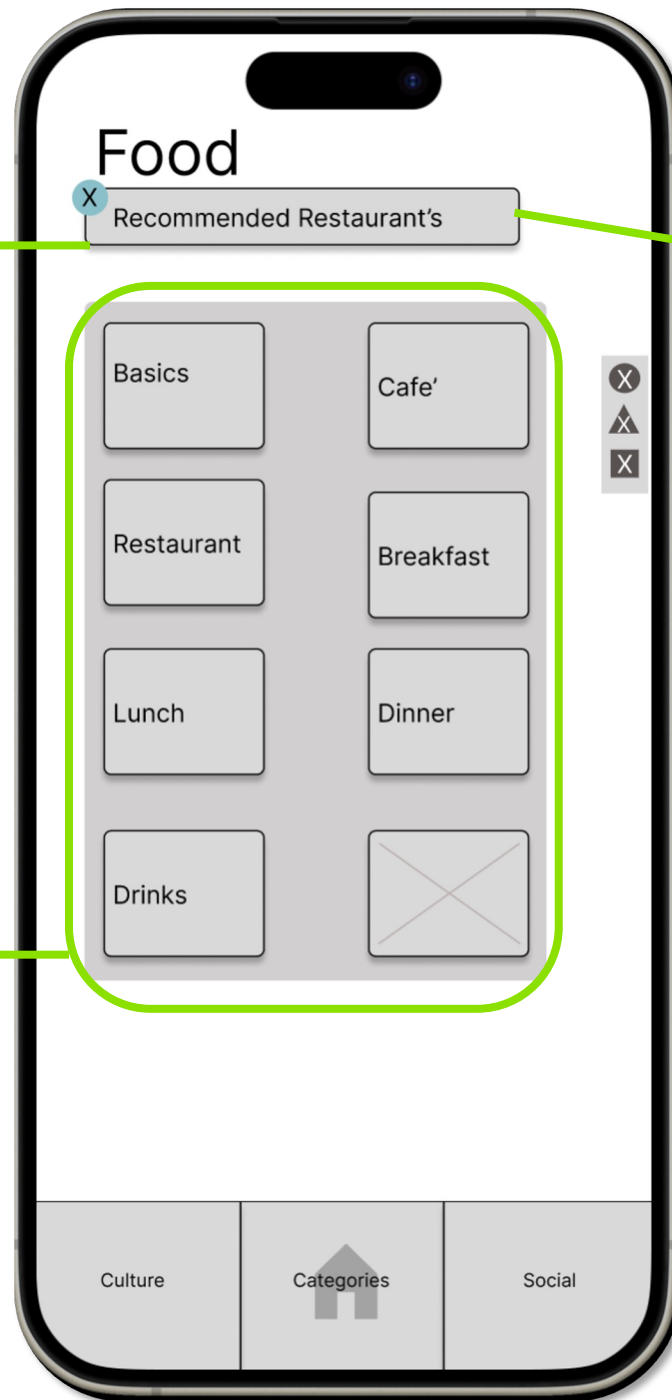 Food
X
Recommended Restaurant's
Basics
Cafe'
X
X
X
Restaurant
Breakfast
Lunch
Dinner
Drinks
Culture
Categories
Social